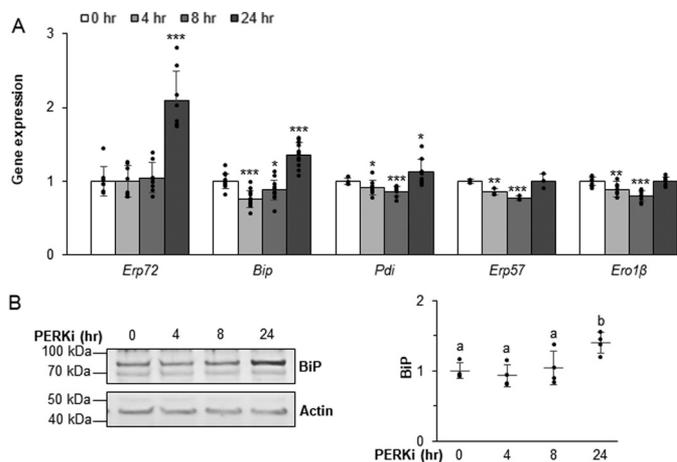 A
0 hr 4 hr 8 hr 24 hr
Gene expression
3
2
1
0
***
*** * ***
* *** *
** ***
** ***
Erp72 Bip Pdi Erp57 Ero1β
B
PERKi (hr) 0 4 8 24
100 kDa
70 kDa
BiP
50 kDa
40 kDa
Actin
BiP
2
1
0
a a a b
PERKi (hr) 0 4 8 24